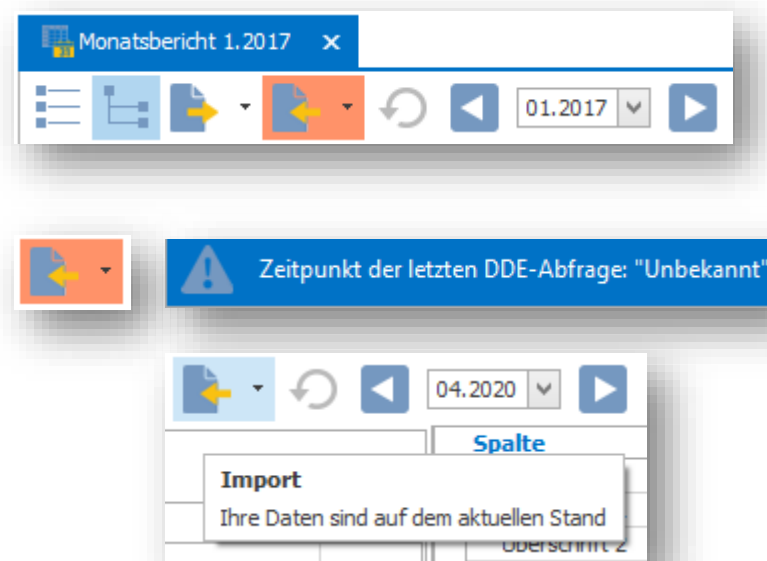 Monatsbericht 1.2017
01.2017
Zeitpunkt der letzten DDE-Abfrage: "Unbekannt"
04.2020
Spalte
Import
Ihre Daten sind auf dem aktuellen Stand
Überschrift 2